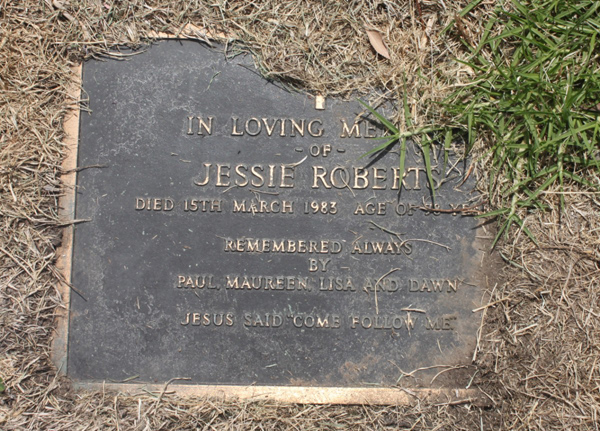 IN LOVING
- OF -
JESSIE ROBERTS
DIED 15TH MARCH 1983 AGE OF
REMEMBERED ALWAYS
BY
PAUL, MAUREEN, LISA AND DAWN
JESUS SAID "COME FOLLOW ME"